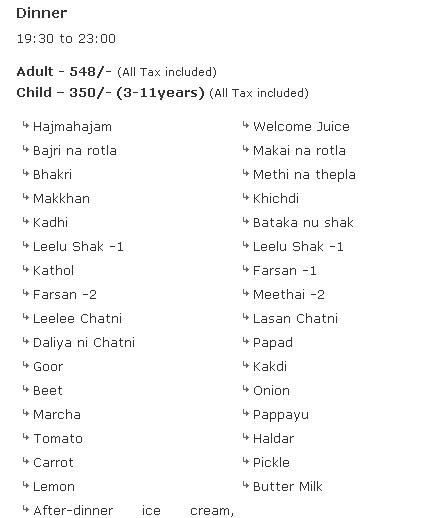 Dinner
19:30 to 23:00
Adult – 548/- (All Tax included)
Child – 350/- (3-11years) (All Tax included)
Hajmahajam
Welcome Juice
Bajri na rotla
Makai na rotla
Bhakri
Methi na thepla
Makkhan
Khichdi
Kadhi
Bataka nu shak
Leelu Shak -1
Leelu Shak -1
Kathol
Farsan -1
Farsan -2
Meethai -2
Leelee Chatni
Lasan Chatni
Daliya ni Chatni
Papad
Goor
Kakdi
Beet
Onion
Marcha
Pappayu
Tomato
Haldar
Carrot
Pickle
Lemon
Butter Milk
After-dinner ice cream,